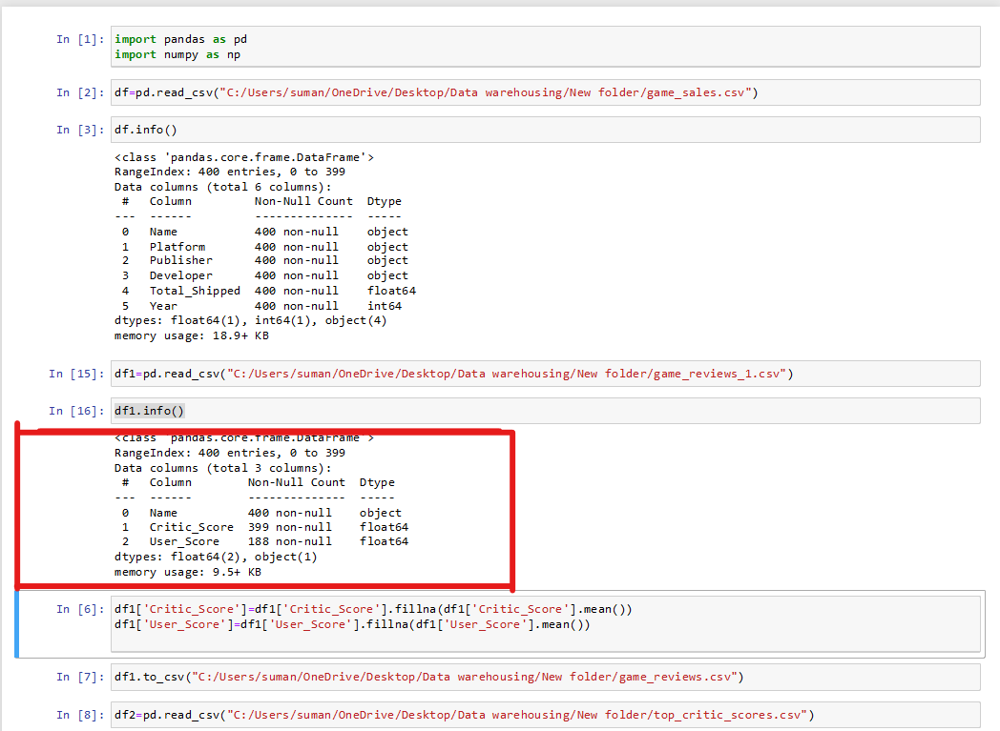 In [1]: import pandas as pd
import numpy as np
In [2]: df=pd.read_csv("C:/Users/suman/OneDrive/Desktop/Data warehousing/New folder/game_sales.csv")
In [3]: df.info()
<class 'pandas.core.frame.DataFrame'>
RangeIndex: 400 entries, 0 to 399
Data columns (total 6 columns):
 #   Column         Non-Null Count  Dtype
---  ------         --------------  -----
 0   Name           400 non-null    object
 1   Platform       400 non-null    object
 2   Publisher      400 non-null    object
 3   Developer      400 non-null    object
 4   Total_Shipped  400 non-null    float64
 5   Year           400 non-null    int64
dtypes: float64(1), int64(1), object(4)
memory usage: 18.9+ KB
In [15]: df1=pd.read_csv("C:/Users/suman/OneDrive/Desktop/Data warehousing/New folder/game_reviews_1.csv")
In [16]: df1.info()
<class 'pandas.core.frame.DataFrame'>
RangeIndex: 400 entries, 0 to 399
Data columns (total 3 columns):
 #   Column        Non-Null Count  Dtype
---  ------        --------------  -----
 0   Name          400 non-null    object
 1   Critic_Score  399 non-null    float64
 2   User_Score    188 non-null    float64
dtypes: float64(2), object(1)
memory usage: 9.5+ KB
In [6]: df1['Critic_Score']=df1['Critic_Score'].fillna(df1['Critic_Score'].mean())
df1['User_Score']=df1['User_Score'].fillna(df1['User_Score'].mean())
In [7]: df1.to_csv("C:/Users/suman/OneDrive/Desktop/Data warehousing/New folder/game_reviews.csv")
In [8]: df2=pd.read_csv("C:/Users/suman/OneDrive/Desktop/Data warehousing/New folder/top_critic_scores.csv")